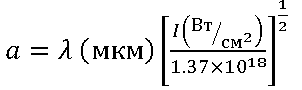 a = λ (мкм) [I(Вт/см²) / 1.37×10¹⁸]^(1/2)